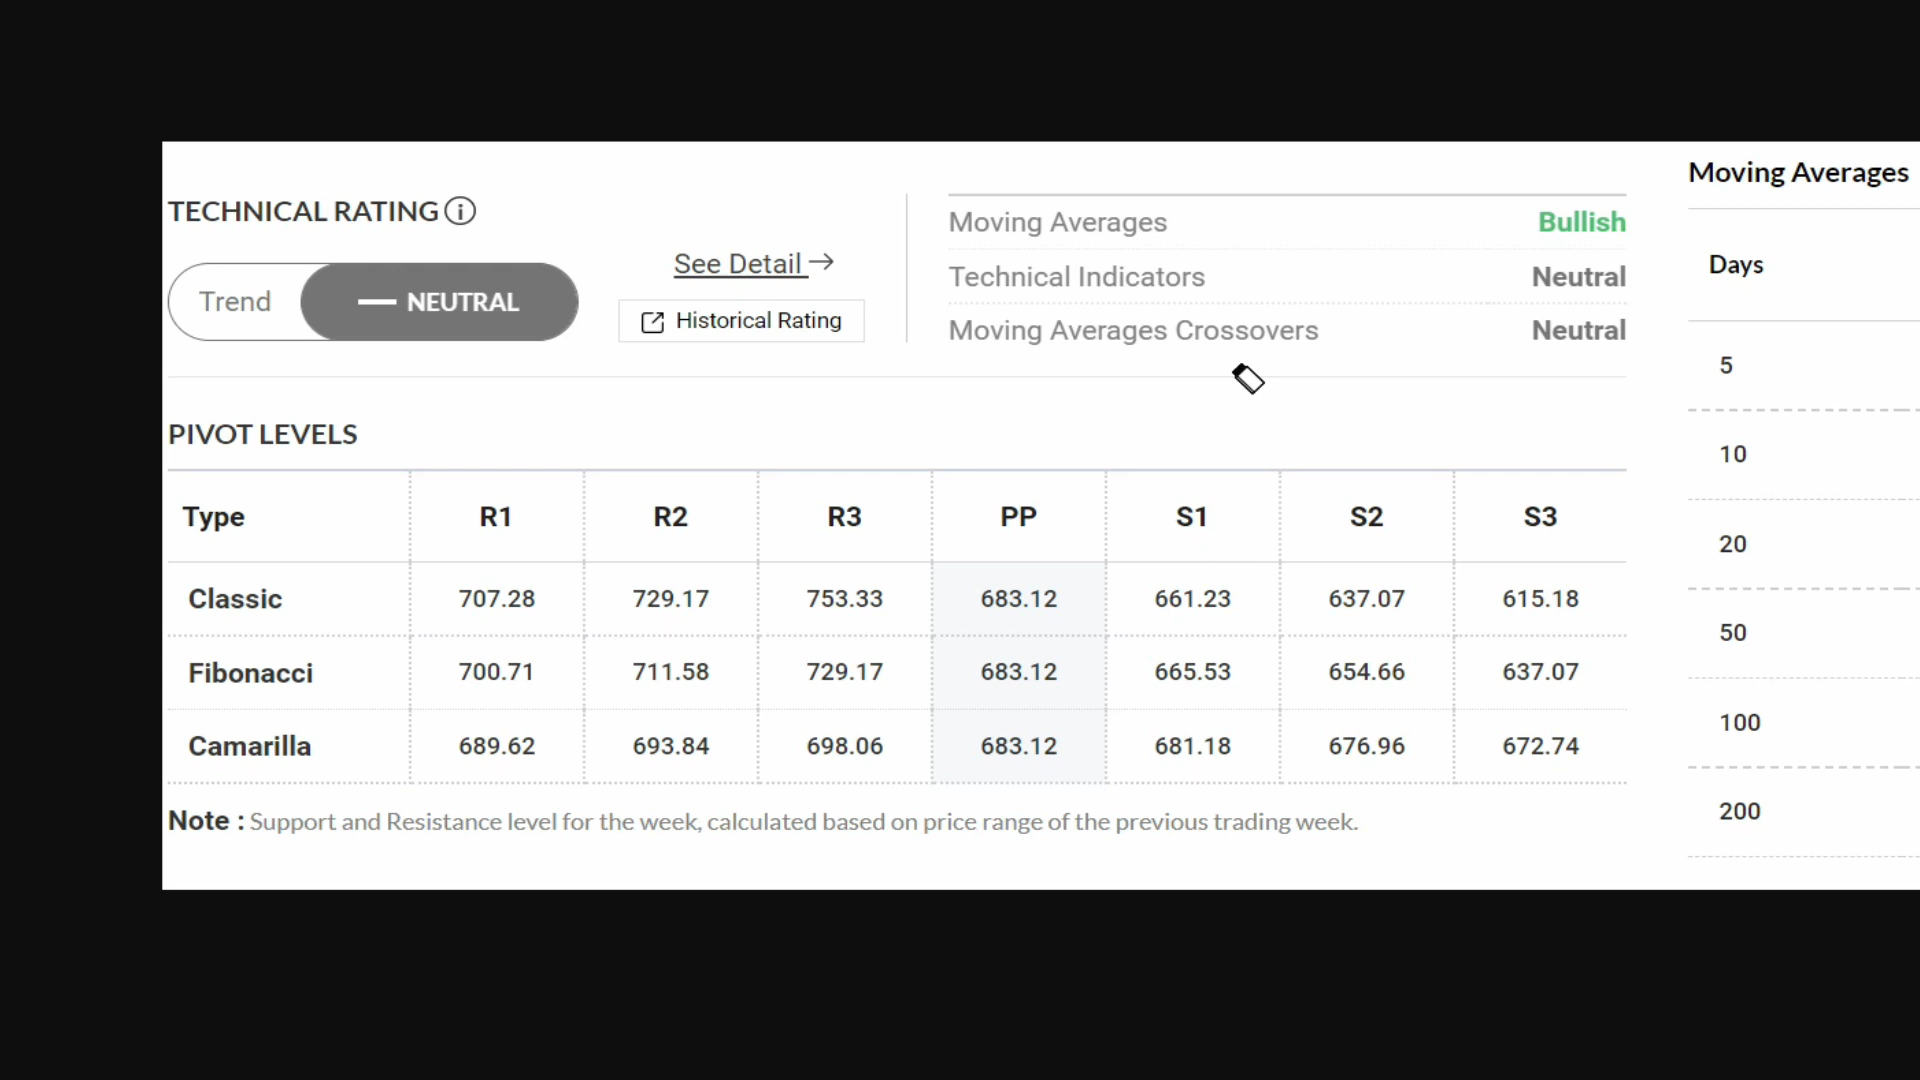 TECHNICAL RATING
Trend NEUTRAL
See Detail
Historical Rating
Moving Averages Bullish
Technical Indicators Neutral
Moving Averages Crossovers Neutral
PIVOT LEVELS
Type R1 R2 R3 PP S1 S2 S3
Classic 707.28 729.17 753.33 683.12 661.23 637.07 615.18
Fibonacci 700.71 711.58 729.17 683.12 665.53 654.66 637.07
Camarilla 689.62 693.84 698.06 683.12 681.18 676.96 672.74
Note : Support and Resistance level for the week, calculated based on price range of the previous trading week.
Moving Averages
Days
5
10
20
50
100
200